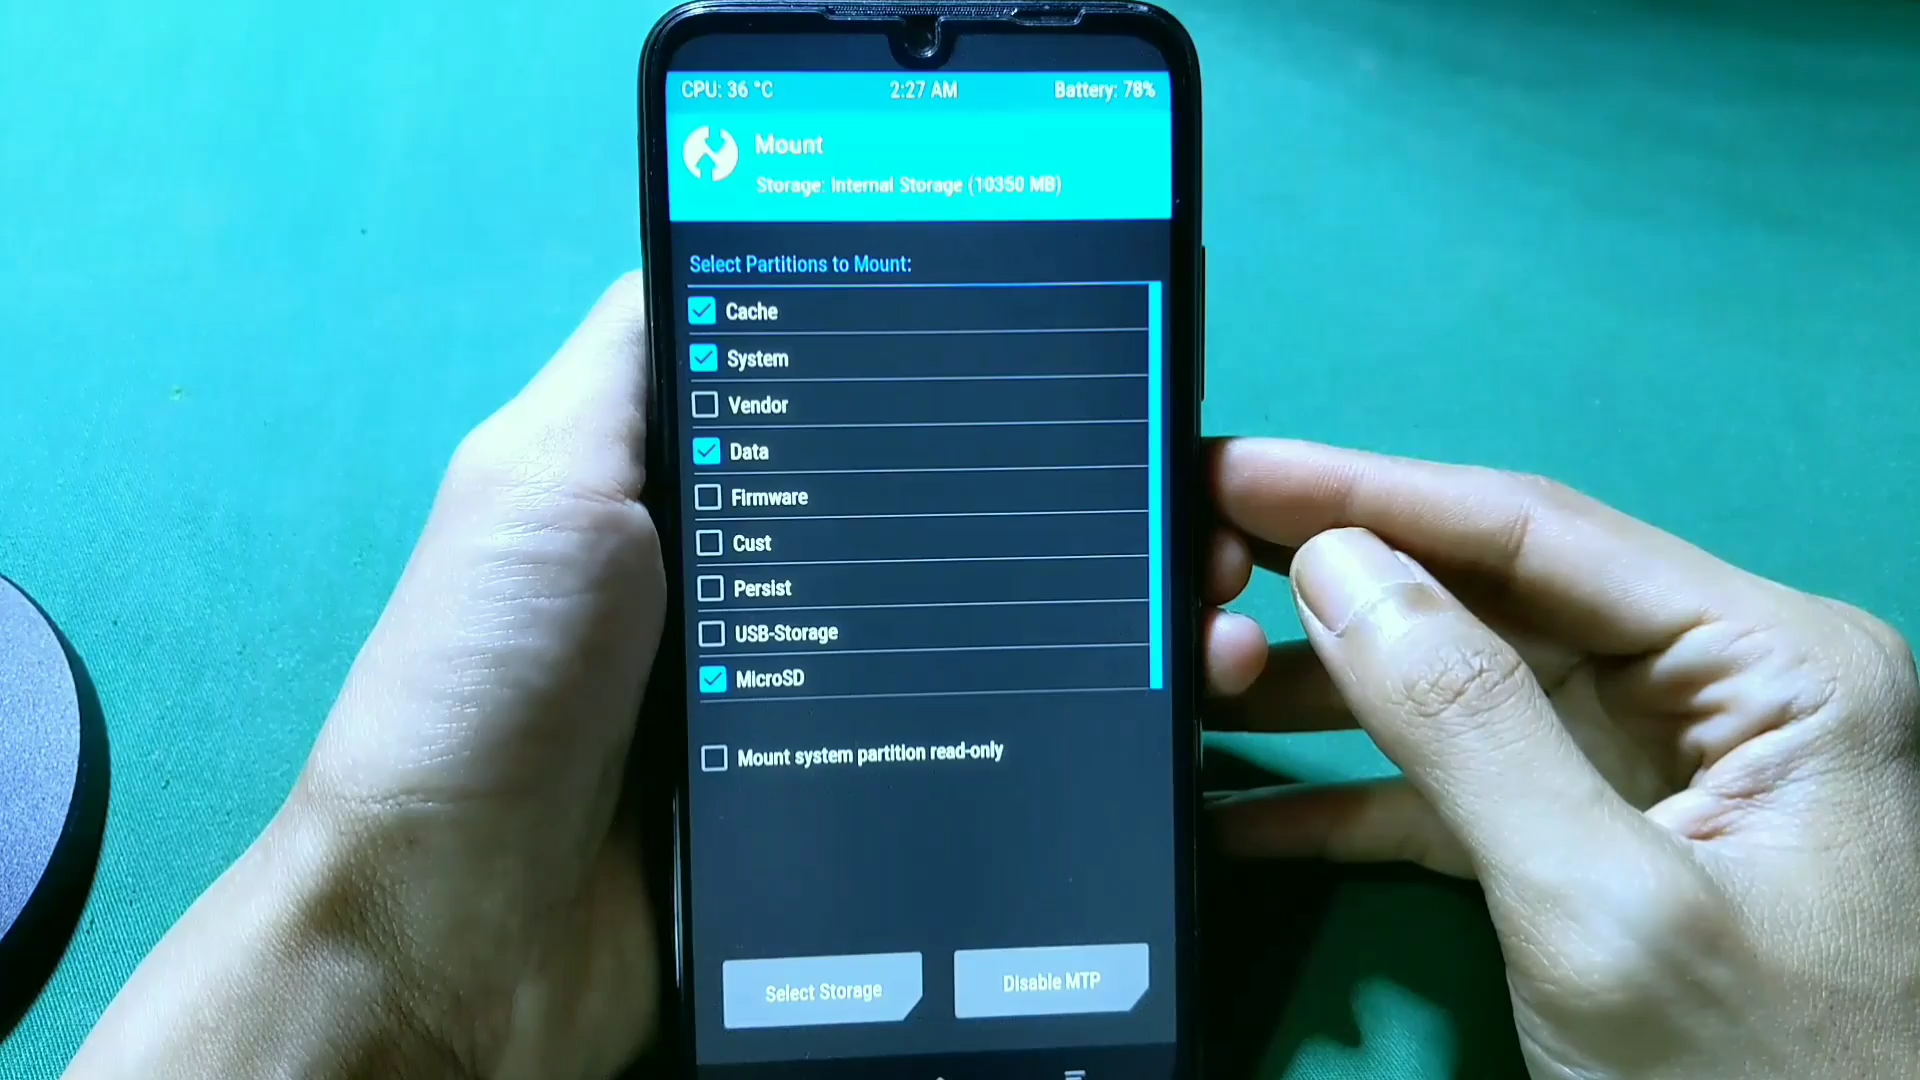 CPU: 36 °C 2:27 AM Battery: 78%
Mount
Storage: Internal Storage (10350 MB)
Select Partitions to Mount:
Cache
System
Vendor
Data
Firmware
Cust
Persist
USB-Storage
MicroSD
Mount system partition read-only
Select Storage Disable MTP